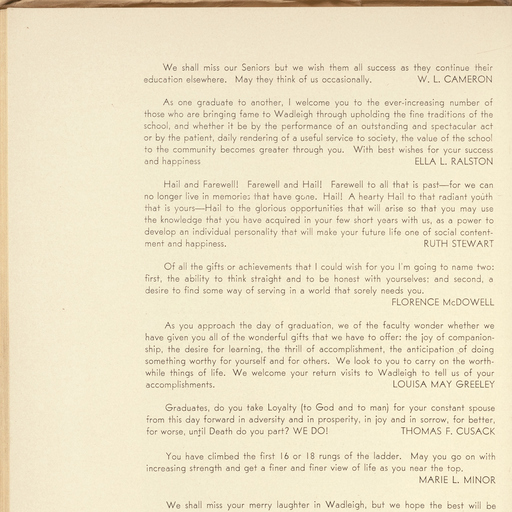 We shall miss our Seniors but we wish them all success as they continue their
education elsewhere. May they think of us occasionally. W. L. CAMERON
As one graduate to another, I welcome you to the ever-increasing number of
those who are bringing fame to Wadleigh through upholding the fine traditions of the
school, and whether it be by the performance of an outstanding and spectacular act
or by the patient, daily rendering of a useful service to society, the value of the school
to the community becomes greater through you. With best wishes for your success
and happiness ELLA L. RALSTON
Hail and Farewell! Farewell and Hail! Farewell to all that is past—for we can
no longer live in memories that have gone. Hail! A hearty Hail to that radiant youth
that is yours—Hail to the glorious opportunities that will arise so that you may use
the knowledge that you have acquired in your few short years with us, as a power to
develop an individual personality that will make your future life one of social content-
ment and happiness. RUTH STEWART
Of all the gifts or achievements that I could wish for you I'm going to name two:
first, the ability to think straight and to be honest with yourselves; and second, a
desire to find some way of serving in a world that sorely needs you.
FLORENCE McDOWELL
As you approach the day of graduation, we of the faculty wonder whether we
have given you all of the wonderful gifts that we have to offer: the joy of companion-
ship, the desire for learning, the thrill of accomplishment, the anticipation of doing
something worthy for yourself and for others. We look to you to carry on the worth-
while things of life. We welcome your return visits to Wadleigh to tell us of your
accomplishments. LOUISA MAY GREELEY
Graduates, do you take Loyalty (to God and to man) for your constant spouse
from this day forward in adversity and in prosperity, in joy and in sorrow, for better,
for worse, until Death do you part? WE DO! THOMAS F. CUSACK
You have climbed the first 16 or 18 rungs of the ladder. May you go on with
increasing strength and get a finer and finer view of life as you near the top.
MARIE L. MINOR
We shall miss your merry laughter in Wadleigh, but we hope the best will be